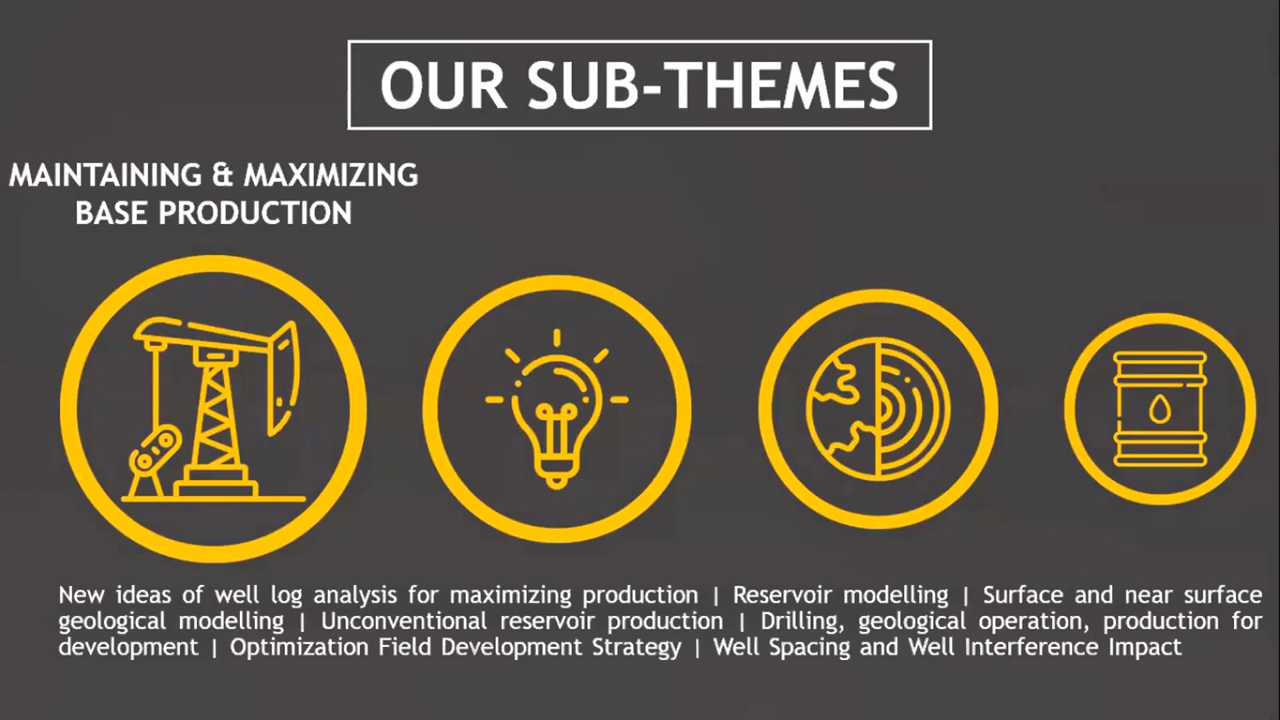 OUR SUB-THEMES
MAINTAINING & MAXIMIZING
BASE PRODUCTION
New ideas of well log analysis for maximizing production | Reservoir modelling | Surface and near surface
geological modelling | Unconventional reservoir production | Drilling, geological operation, production for
development | Optimization Field Development Strategy | Well Spacing and Well Interference Impact